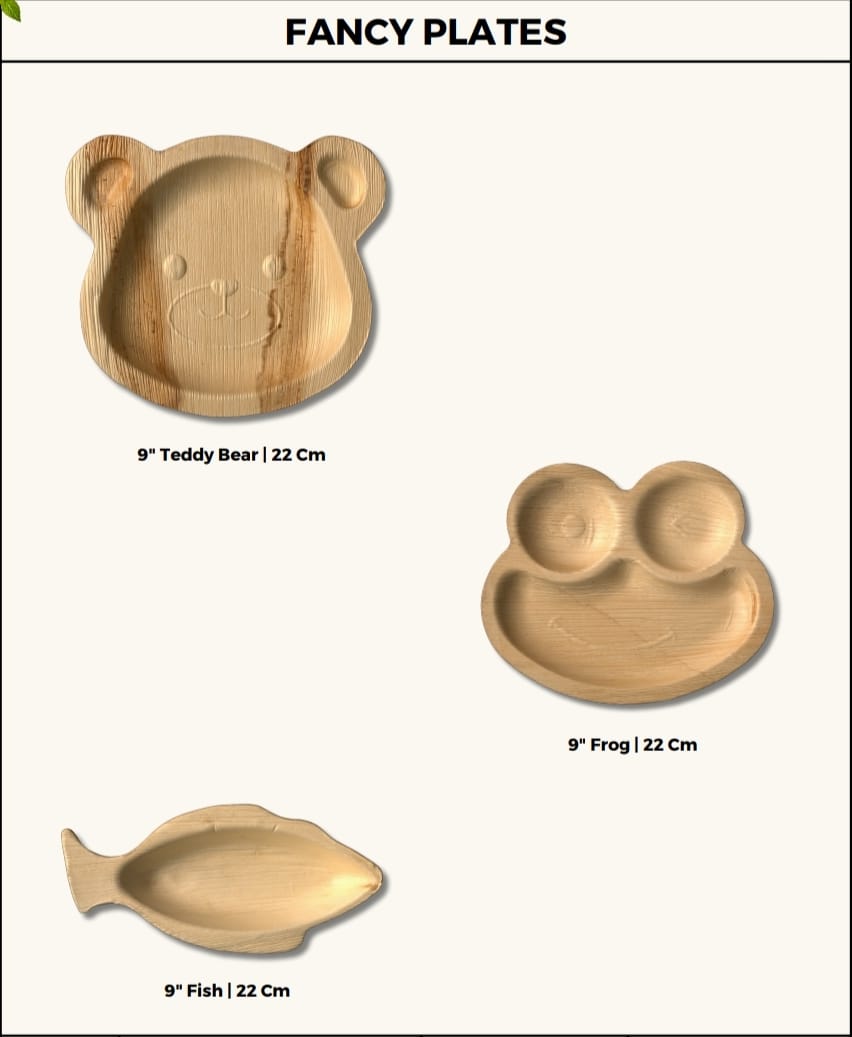 FANCY PLATES
9" Teddy Bear | 22 Cm
9" Frog | 22 Cm
9" Fish | 22 Cm